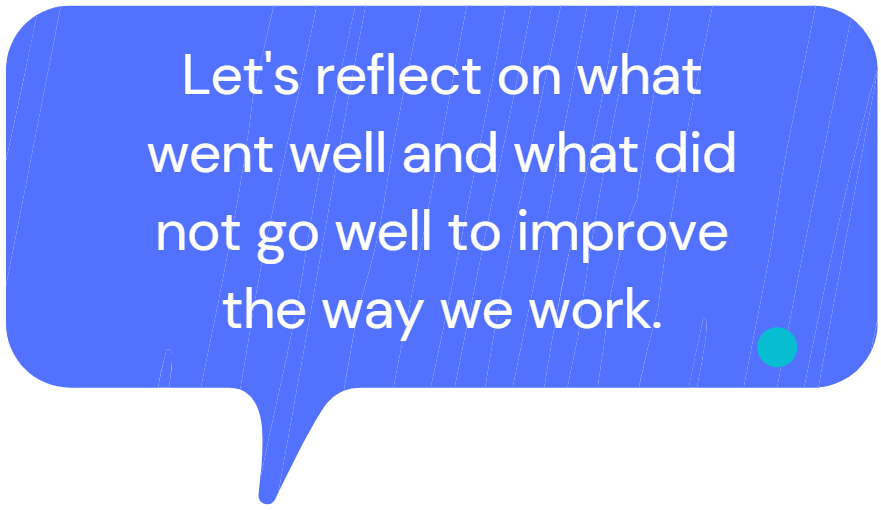 Let's reflect on what
went well and what did
not go well to improve
the way we work.